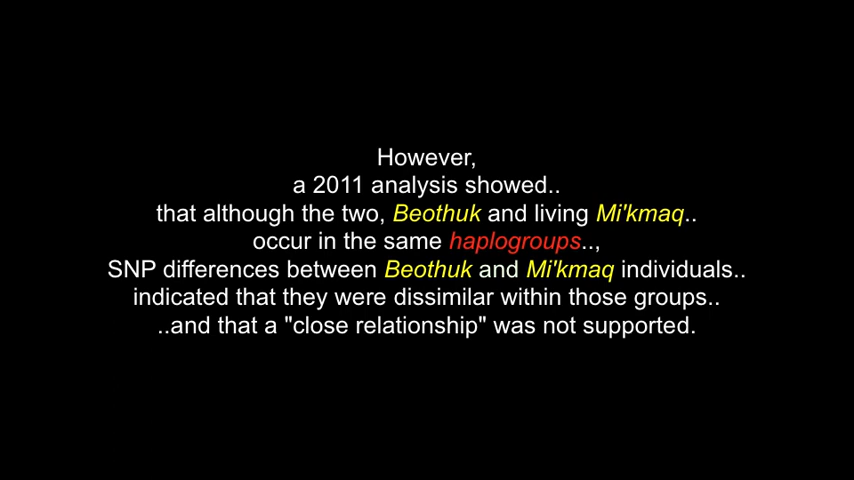 However,
a 2011 analysis showed..
that although the two, Beothuk and living Mi'kmaq..
occur in the same haplogroups..,
SNP differences between Beothuk and Mi'kmaq individuals..
indicated that they were dissimilar within those groups..
..and that a "close relationship" was not supported.